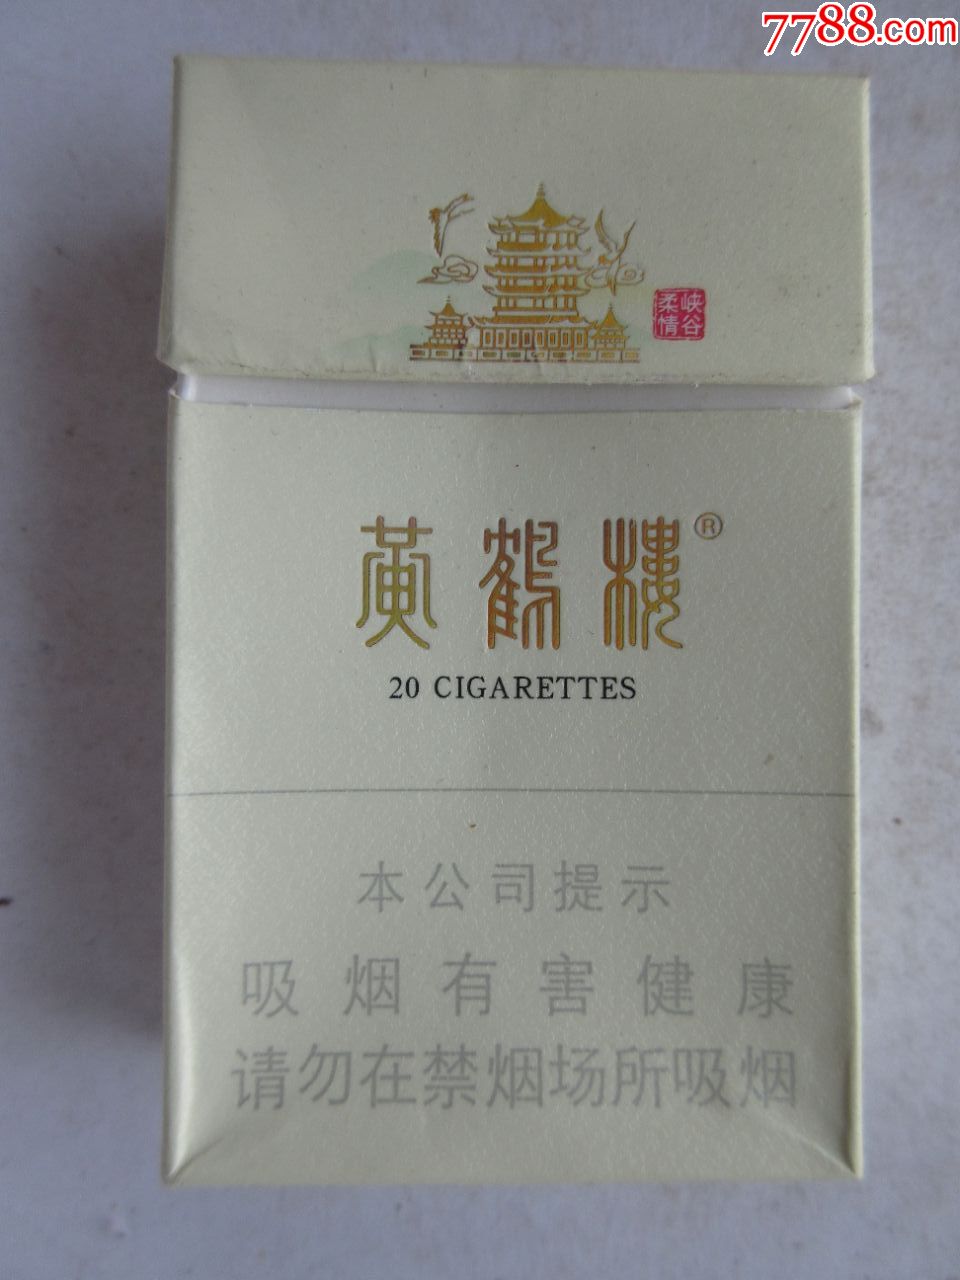 7788.com
峡谷
柔情
黄鹤楼®
20 CIGARETTES
本公司提示
吸烟有害健康
请勿在禁烟场所吸烟